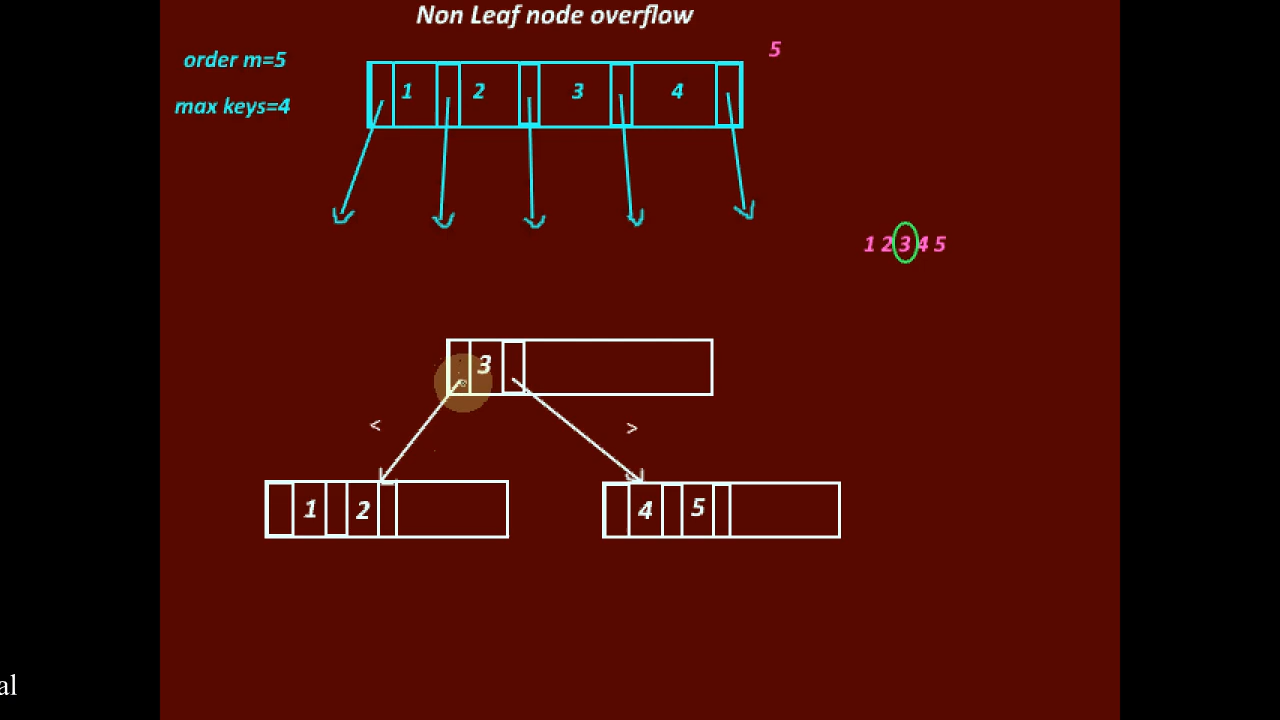 Non Leaf node overflow
order m=5
5
max keys=4
1 2 3 4
1 2 3 4 5
3
< >
1 2
4 5
al